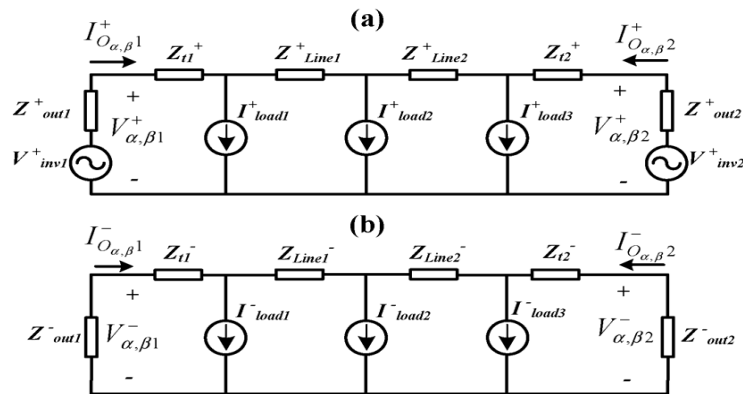 (a)
I⁺Oα,β1 Zt1⁺ Z⁺Line1 Z⁺Line2 Zt2⁺ I⁺Oα,β2
+ I⁺load1 I⁺load2 I⁺load3 +
Z⁺out1 V⁺α,β1 V⁺α,β2 Z⁺out2
V⁺inv1 - - V⁺inv2
(b)
I⁻Oα,β1 Zt1⁻ ZLine1⁻ ZLine2⁻ Zt2⁻ I⁻Oα,β2
+ I⁻load1 I⁻load2 I⁻load3 +
Z⁻out1 V⁻α,β1 V⁻α,β2 Z⁻out2
- -